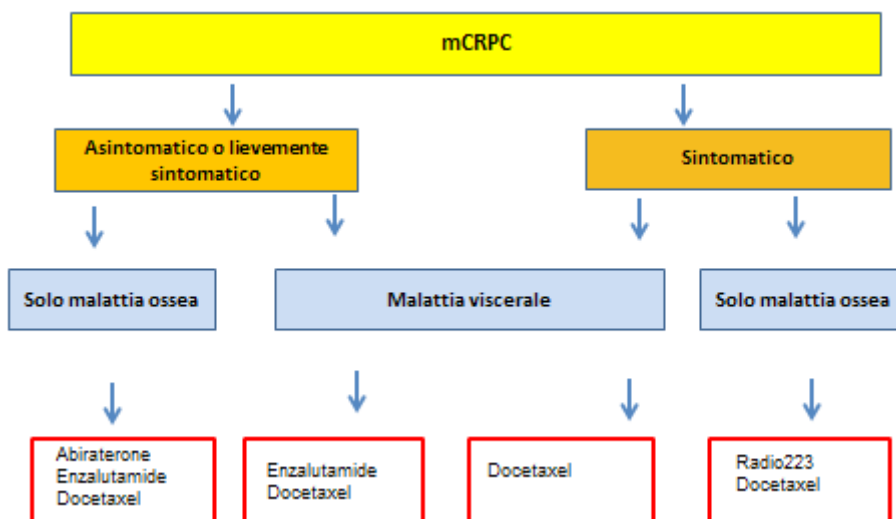 mCRPC
Asintomatico o lievemente
sintomatico
Sintomatico
Solo malattia ossea
Malattia viscerale
Solo malattia ossea
Abiraterone
Enzalutamide
Docetaxel
Enzalutamide
Docetaxel
Docetaxel
Radio223
Docetaxel